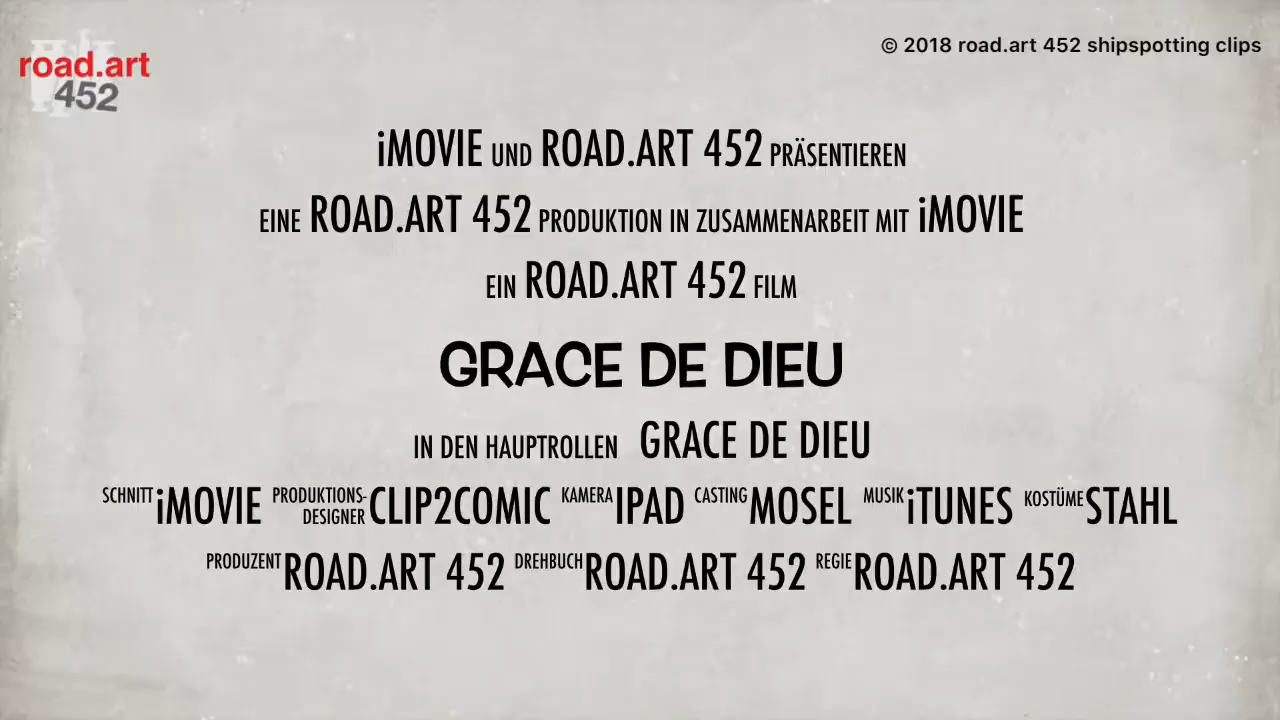 road.art
452
© 2018 road.art 452 shipspotting clips
iMOVIE UND ROAD.ART 452 PRÄSENTIEREN
EINE ROAD.ART 452 PRODUKTION IN ZUSAMMENARBEIT MIT iMOVIE
EIN ROAD.ART 452 FILM
GRACE DE DIEU
IN DEN HAUPTROLLEN GRACE DE DIEU
SCHNITT iMOVIE PRODUKTIONS-DESIGNER CLIP2COMIC KAMERA IPAD CASTING MOSEL MUSIK iTUNES KOSTÜME STAHL
PRODUZENT ROAD.ART 452 DREHBUCH ROAD.ART 452 REGIE ROAD.ART 452